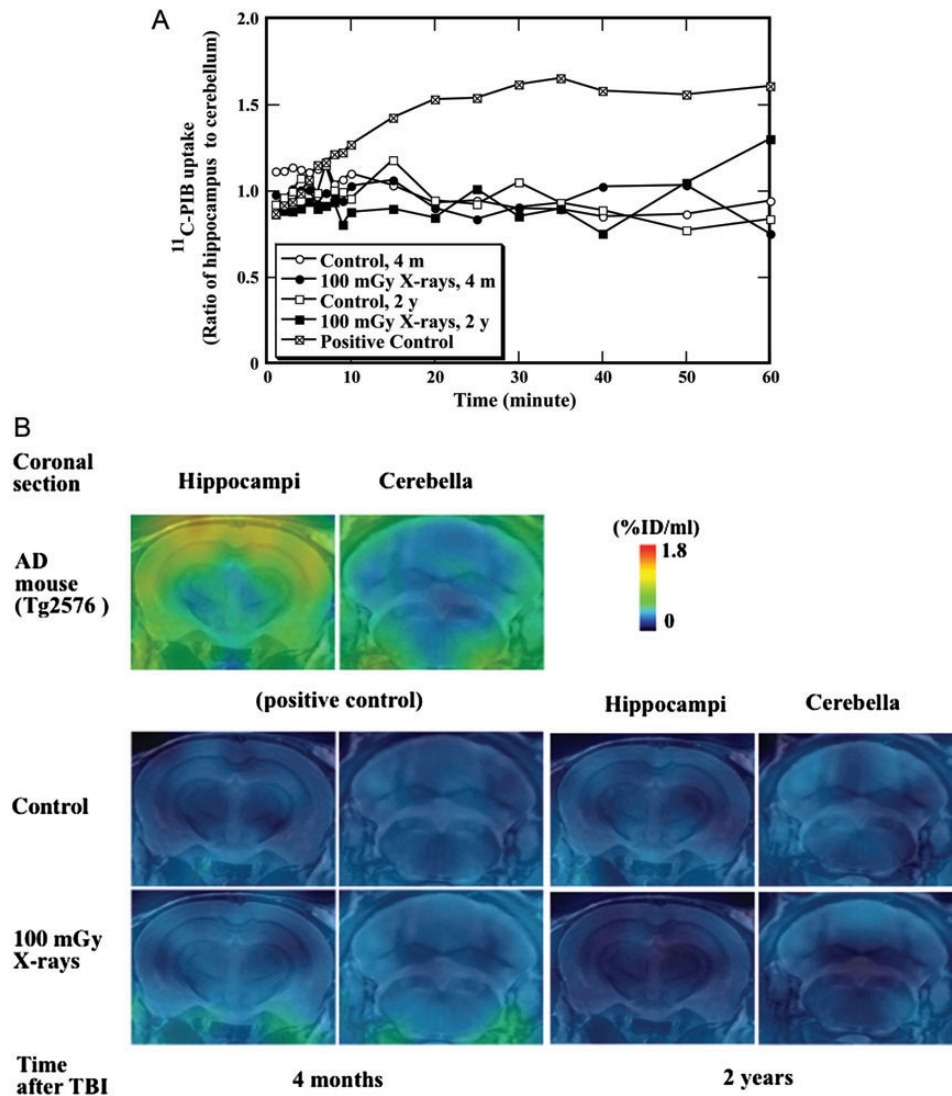 A
2.0
1.5
1.0
0.5
0
0 10 20 30 40 50 60
11C-PIB uptake
(Ratio of hippocampus to cerebellum)
Control, 4 m
100 mGy X-rays, 4 m
Control, 2 y
100 mGy X-rays, 2 y
Positive Control
Time (minute)
B
Coronal
section
Hippocampi Cerebella
AD
mouse
(Tg2576 )
(%ID/ml)
1.8
0
(positive control) Hippocampi Cerebella
Control
100 mGy
X-rays
Time
after TBI
4 months 2 years